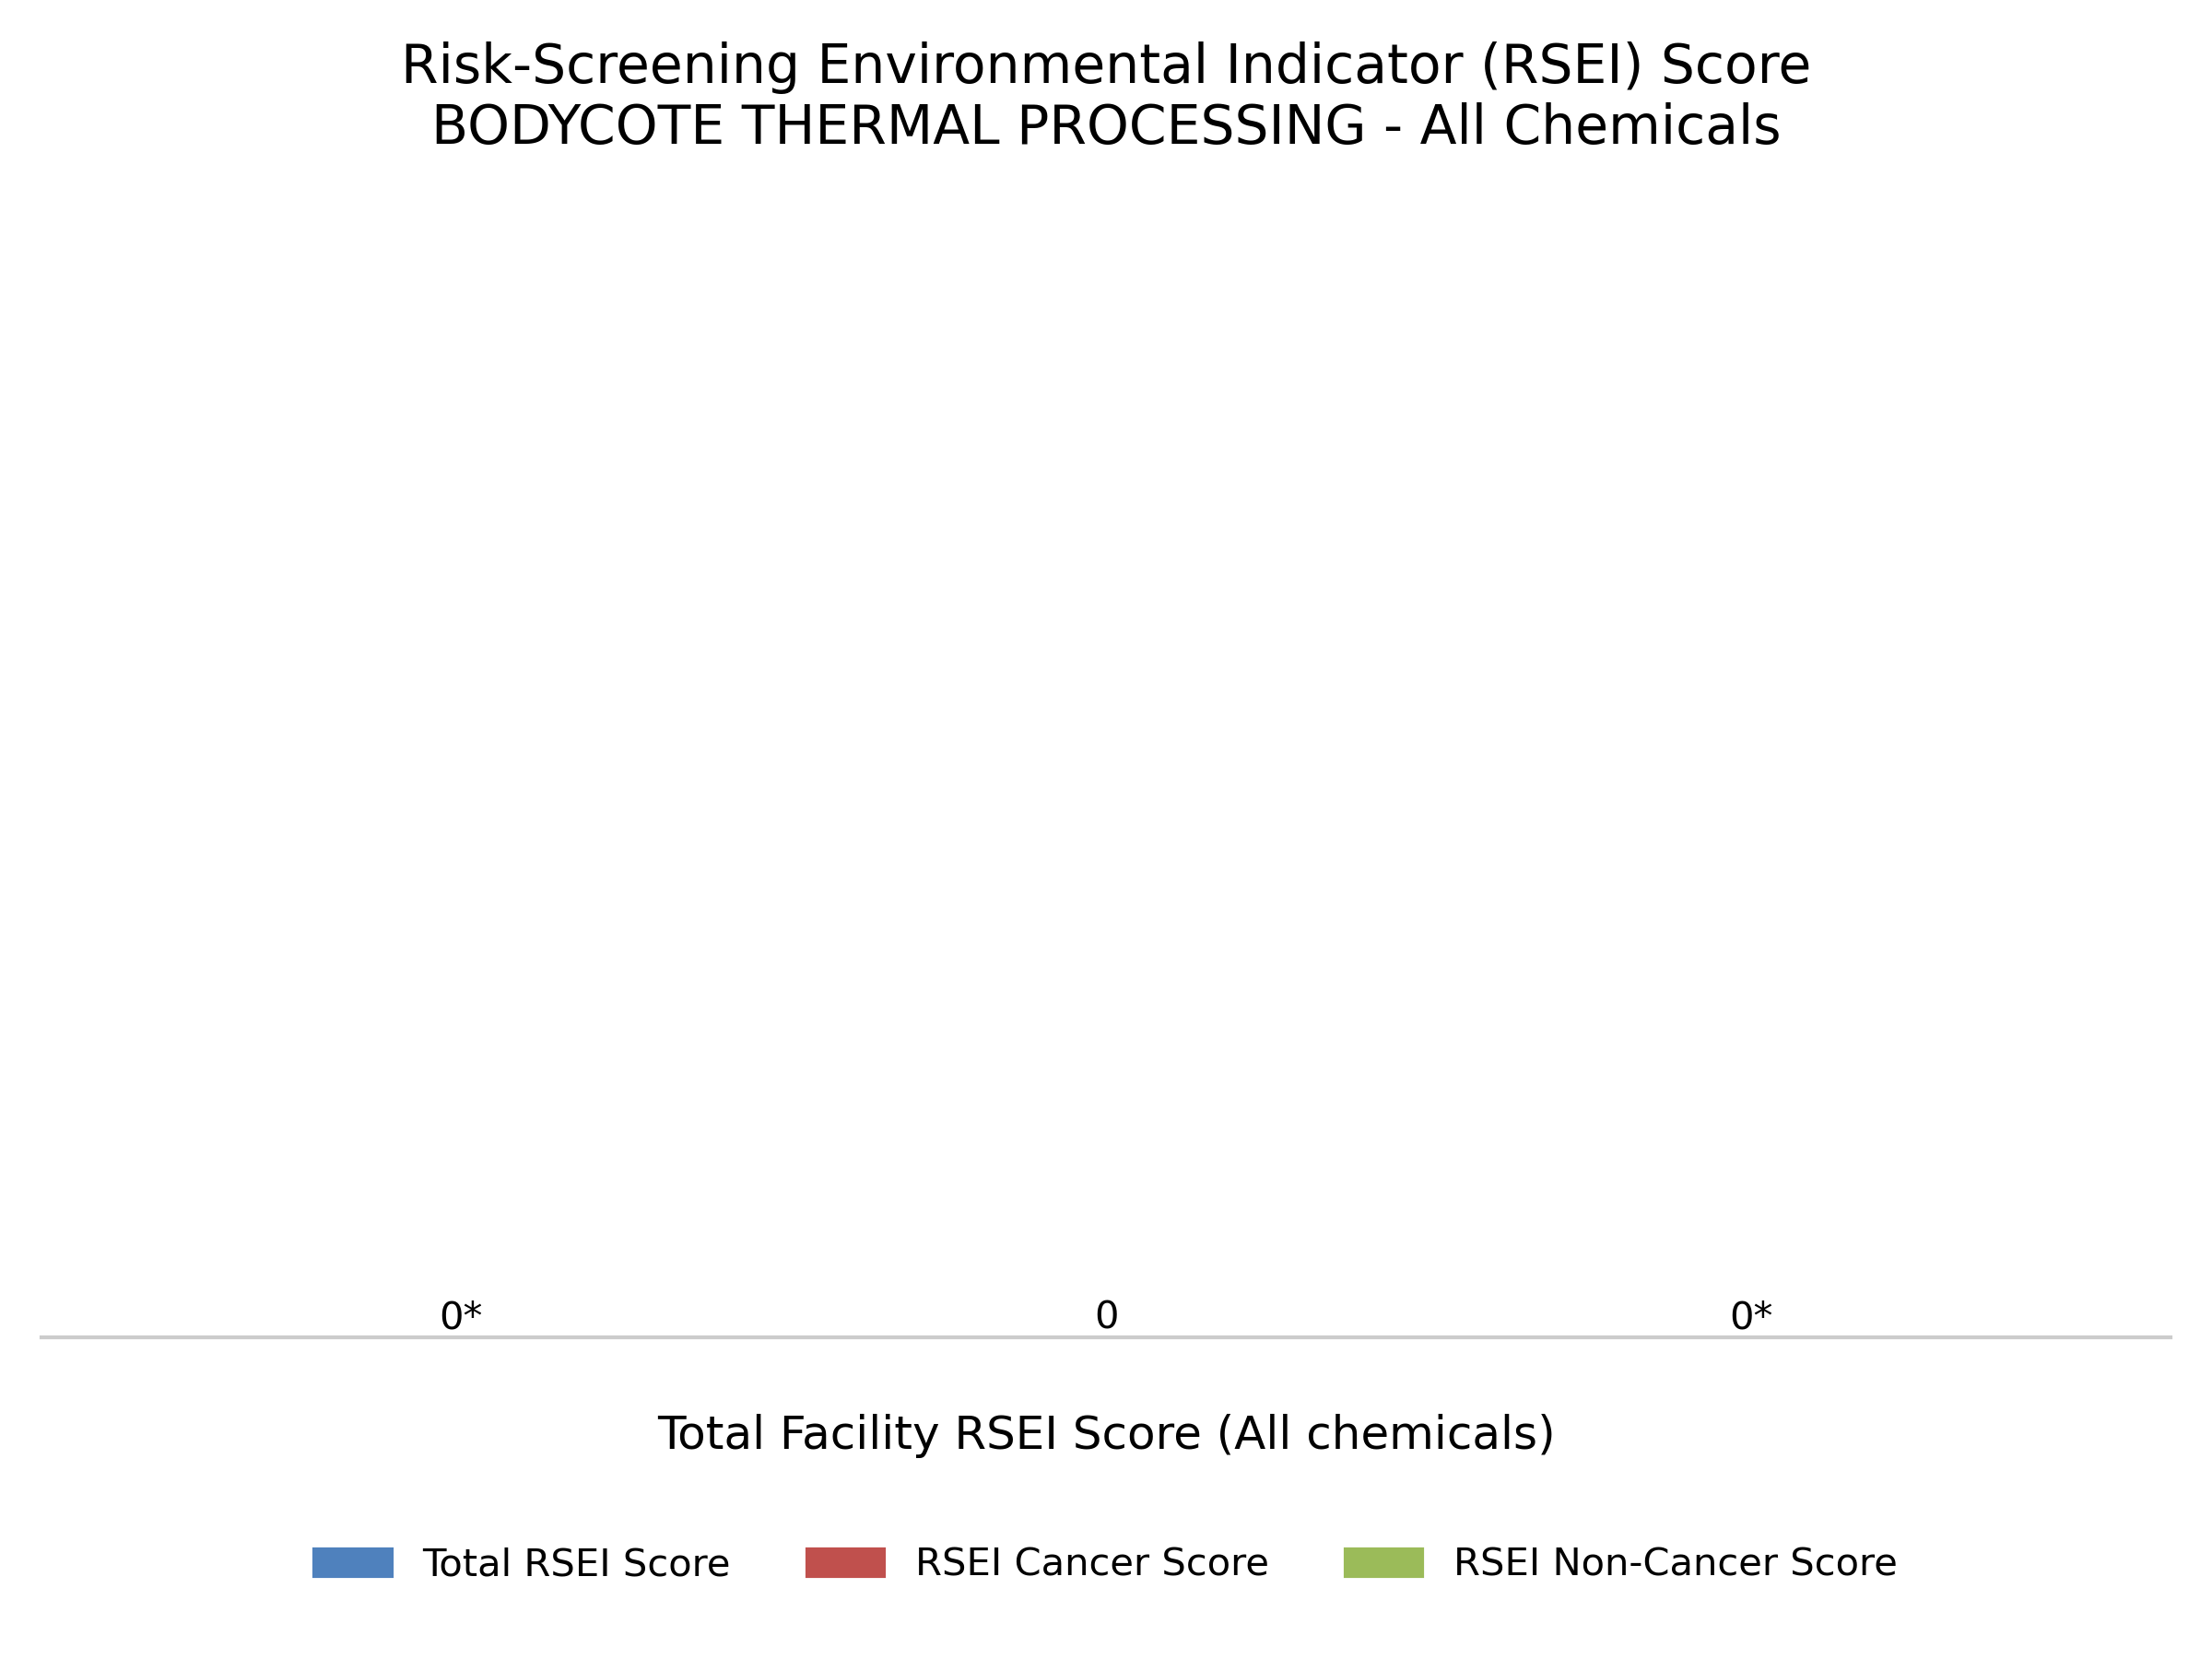 Risk-Screening Environmental Indicator (RSEI) Score
BODYCOTE THERMAL PROCESSING - All Chemicals
0* 0 0*
Total Facility RSEI Score (All chemicals)
Total RSEI Score RSEI Cancer Score RSEI Non-Cancer Score